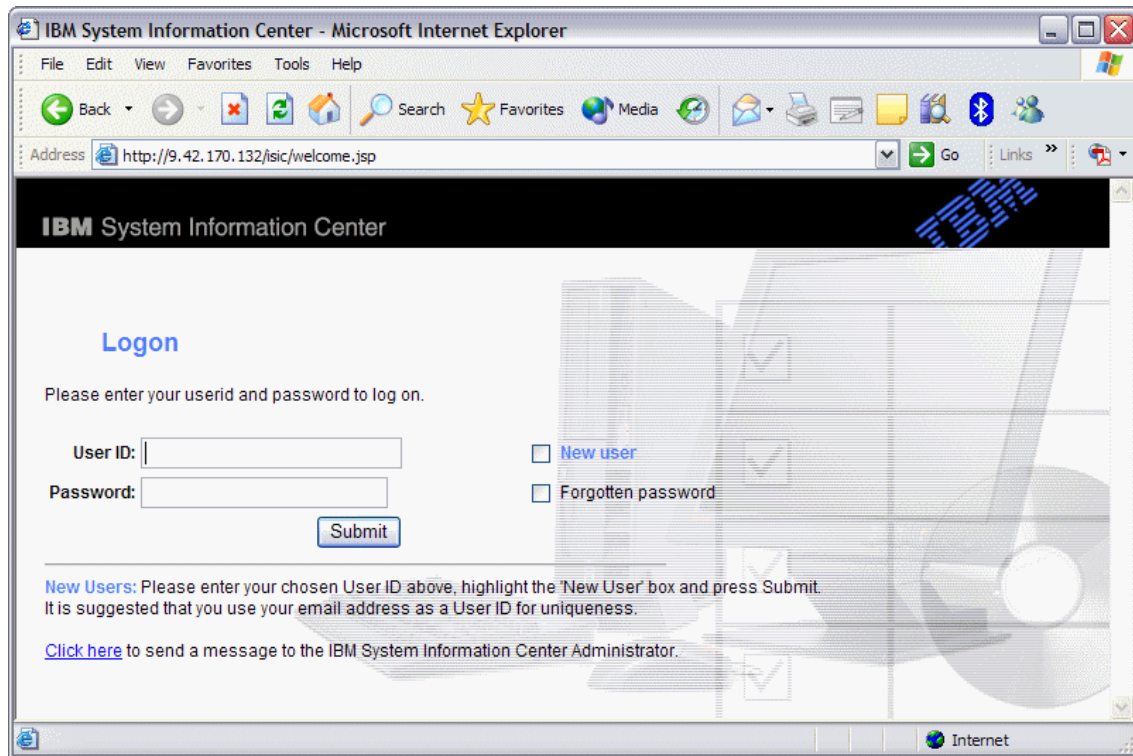 IBM System Information Center - Microsoft Internet Explorer
File Edit View Favorites Tools Help
Back Search Favorites Media
Address http://9.42.170.132/isic/welcome.jsp Go Links »
IBM System Information Center IBM
Logon
Please enter your userid and password to log on.
User ID: New user
Password: Forgotten password
Submit
New Users: Please enter your chosen User ID above, highlight the 'New User' box and press Submit.
It is suggested that you use your email address as a User ID for uniqueness.
Click here to send a message to the IBM System Information Center Administrator.
Internet